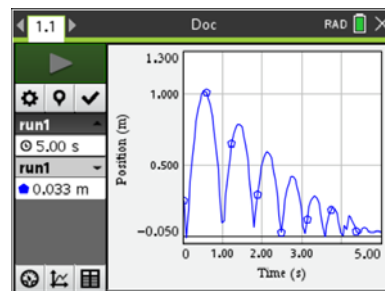 1.1
Doc
RAD
run1
5.00 s
run1
0.033 m
Position (m)
1.300
1.000
0.500
-0.050
0
1.00
2.00
3.00
5.00
Time (s)